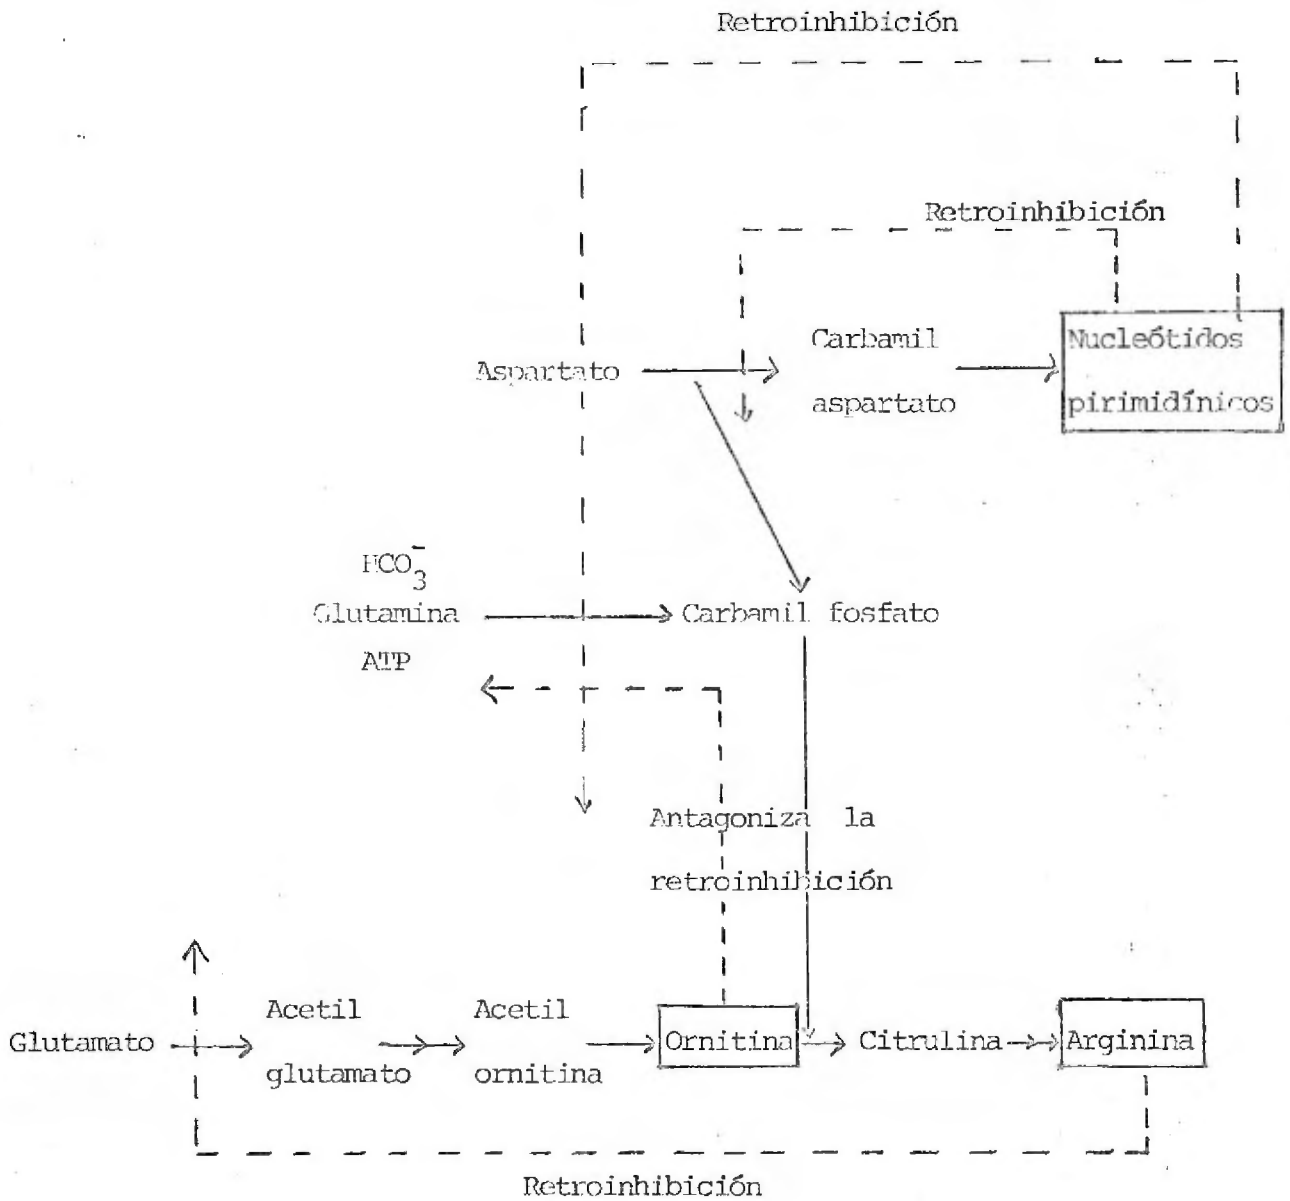 Retroinhibición
Retroinhibición
Aspartato
Carbamil
aspartato
Nucleótidos
pirimidínicos
HCO3-
Glutamina
ATP
Carbamil fosfato
Antagoniza la
retroinhibición
Glutamato
Acetil
glutamato
Acetil
ornitina
Ornitina
Citrulina
Arginina
Retroinhibición